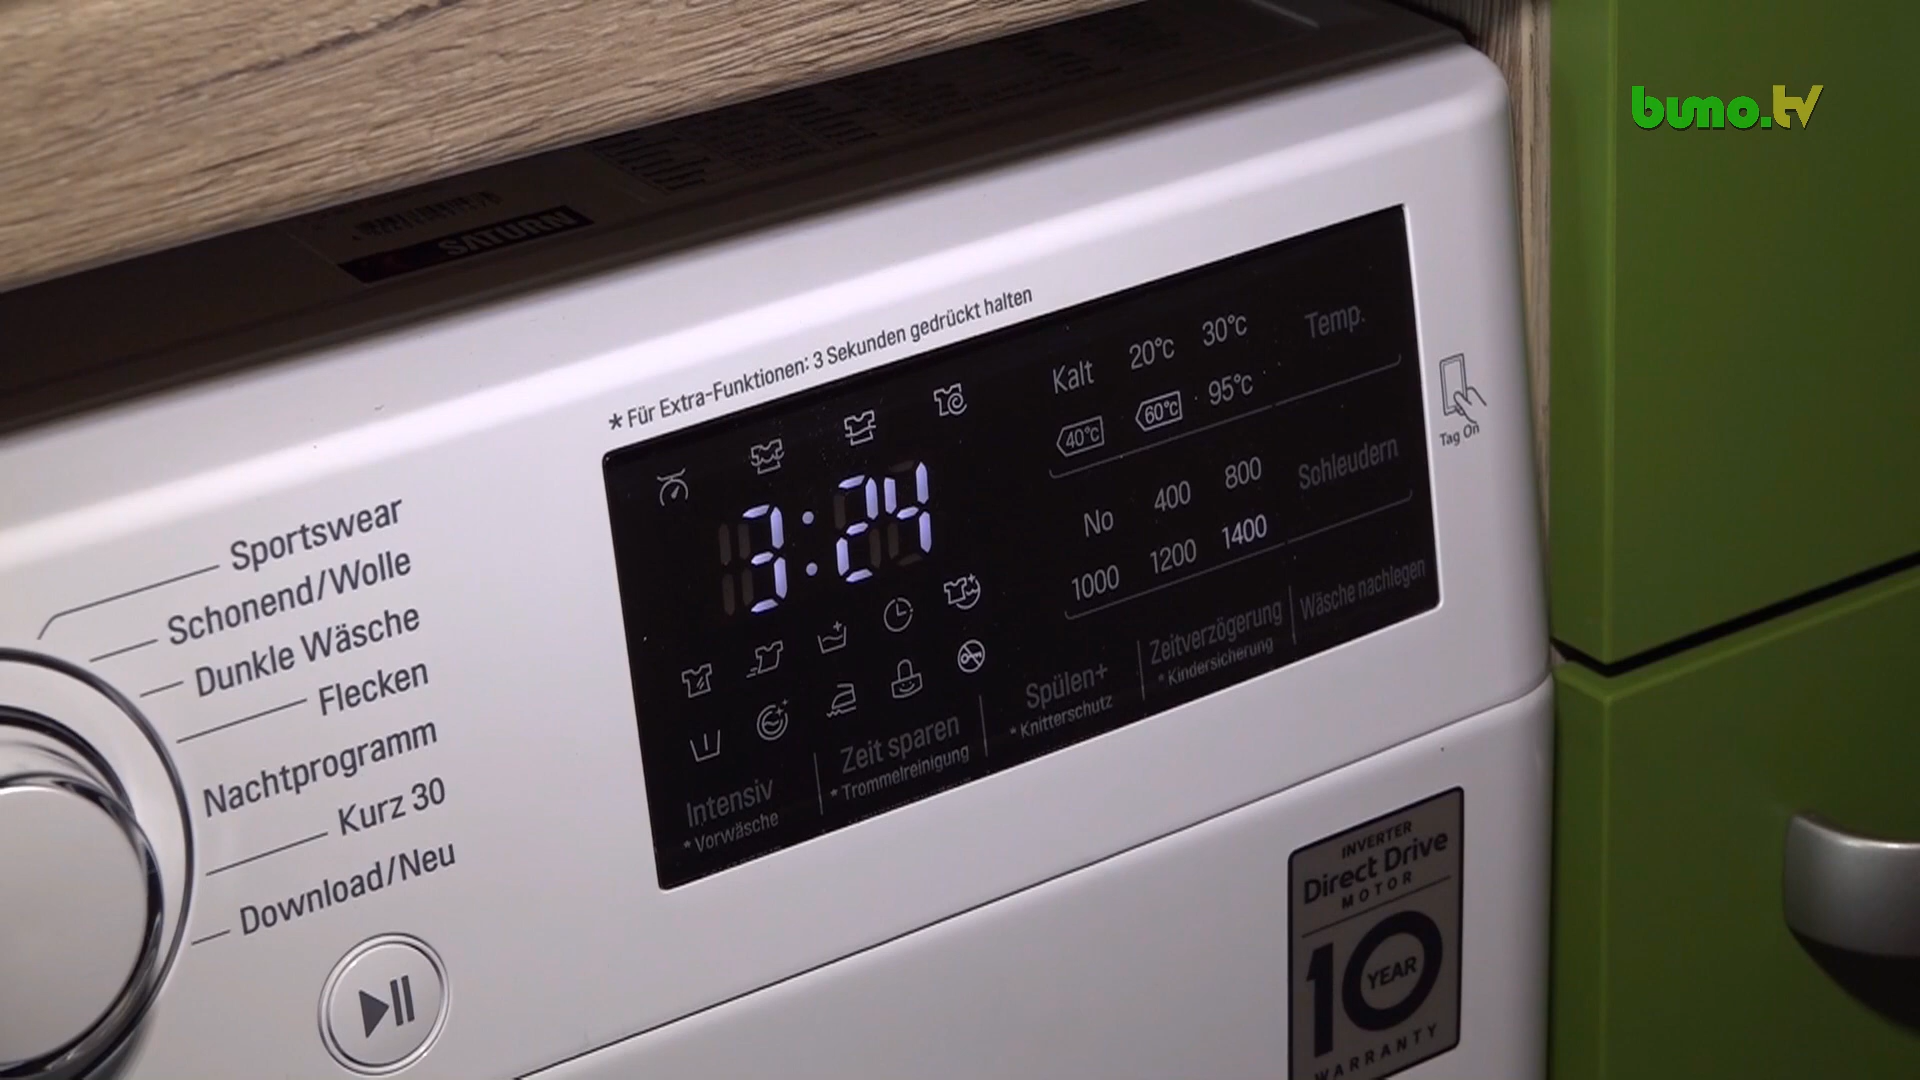 bumo.tv
SATURN
* Für Extra-Funktionen: 3 Sekunden gedrückt halten
Sportswear
Schonend/Wolle
Dunkle Wäsche
Flecken
Nachtprogramm
Kurz 30
Download/Neu
3:24
Kalt 20°c 30°c Temp.
40°c 60°c 95°c
No 400 800 Schleudern
1000 1200 1400
Intensiv
* Vorwäsche
Zeit sparen
* Trommelreinigung
Spülen+
* Knitterschutz
Zeitverzögerung
* Kindersicherung
Wäsche nachlegen
Tag On
INVERTER
Direct Drive
MOTOR
10 YEAR
WARRANTY